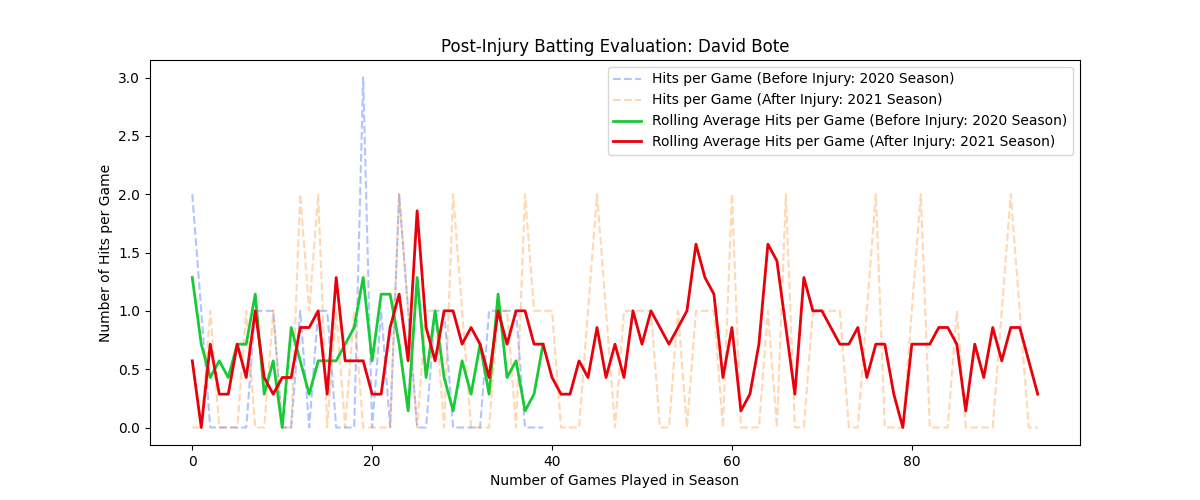 Post-Injury Batting Evaluation: David Bote
Hits per Game (Before Injury: 2020 Season)
Hits per Game (After Injury: 2021 Season)
Rolling Average Hits per Game (Before Injury: 2020 Season)
Rolling Average Hits per Game (After Injury: 2021 Season)
Number of Hits per Game
3.0
2.5
2.0
1.5
1.0
0.5
0.0
0 20 40 60 80
Number of Games Played in Season